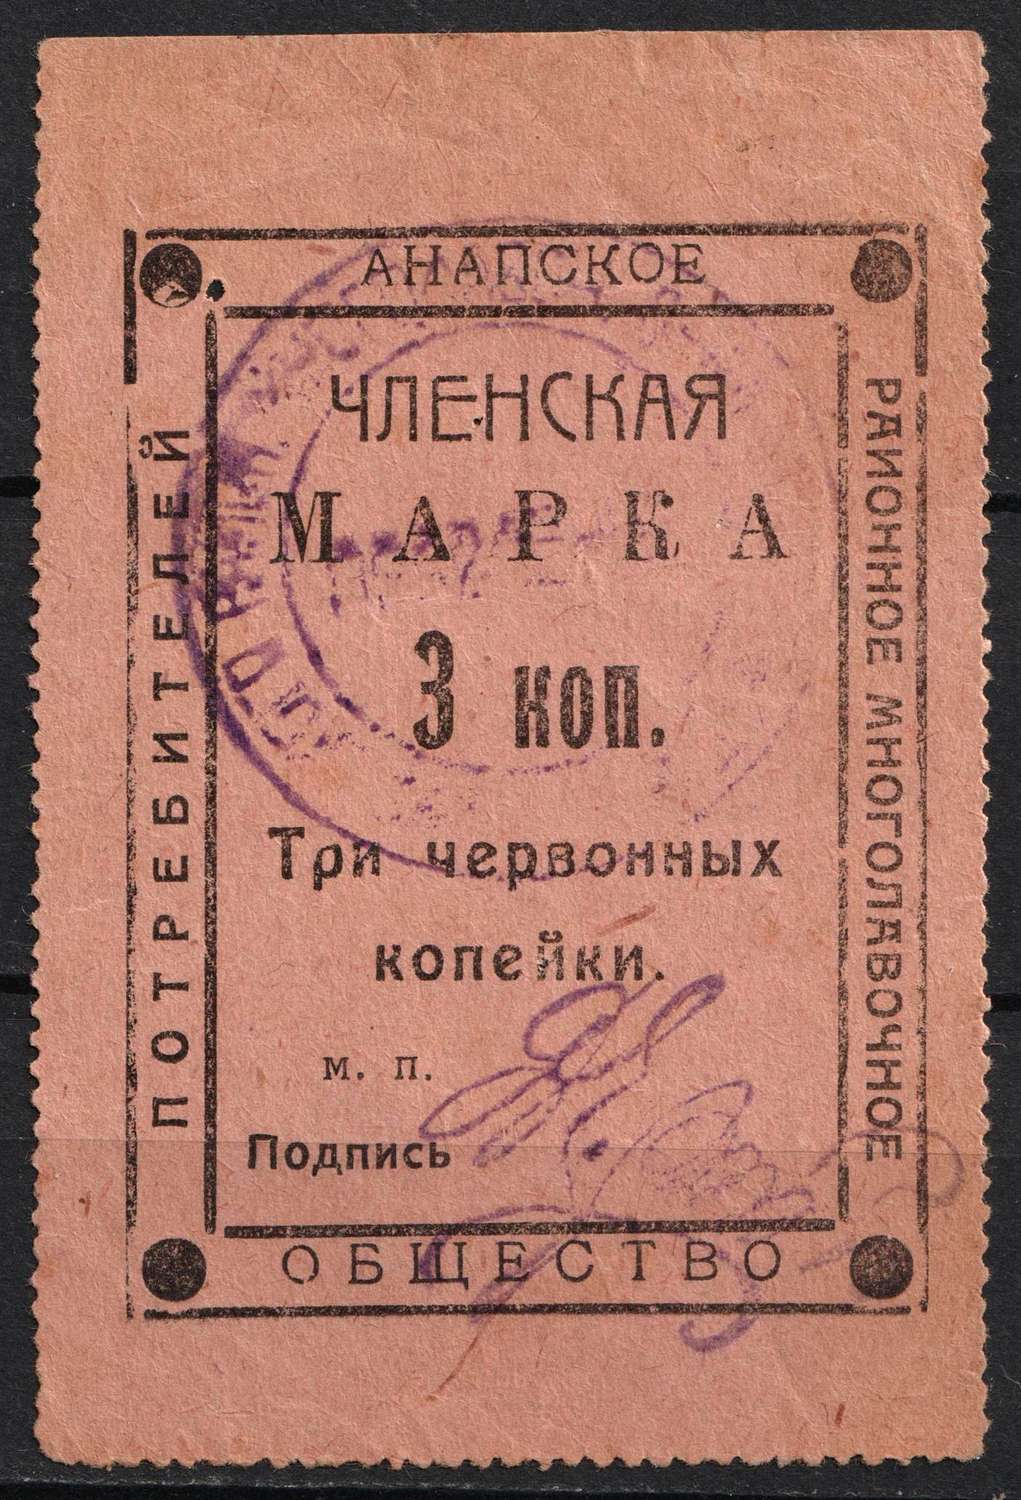 АНАПСКОЕ
РАЙОННОЕ МНОГОЛАВОЧНОЕ
ОБЩЕСТВО
ПОТРЕБИТЕЛЕЙ
ЧЛЕНСКАЯ
МАРКА
3 коп.
Три червонных
копейки.
м. п.
Подпись